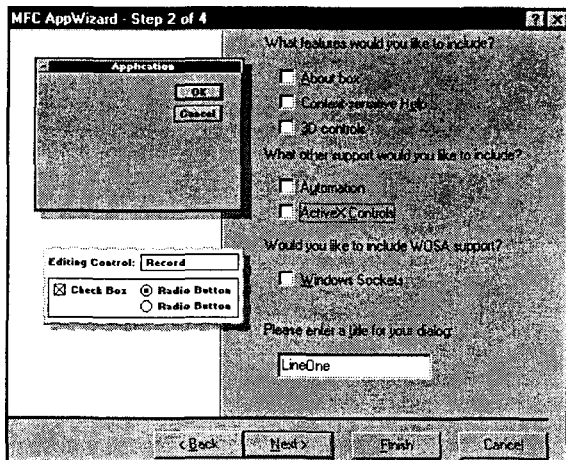 MFC AppWizard - Step 2 of 4
What features would you like to include?
Application
OK
Cancel
About box
Context-sensitive Help
3D controls
What other support would you like to include?
Automation
ActiveX Controls
Would you like to include WOSA support?
Editing Control: Record
Check Box
Radio Button
Radio Button
Windows Sockets
Please enter a title for your dialog:
LineOne
< Back
Next >
Finish
Cancel